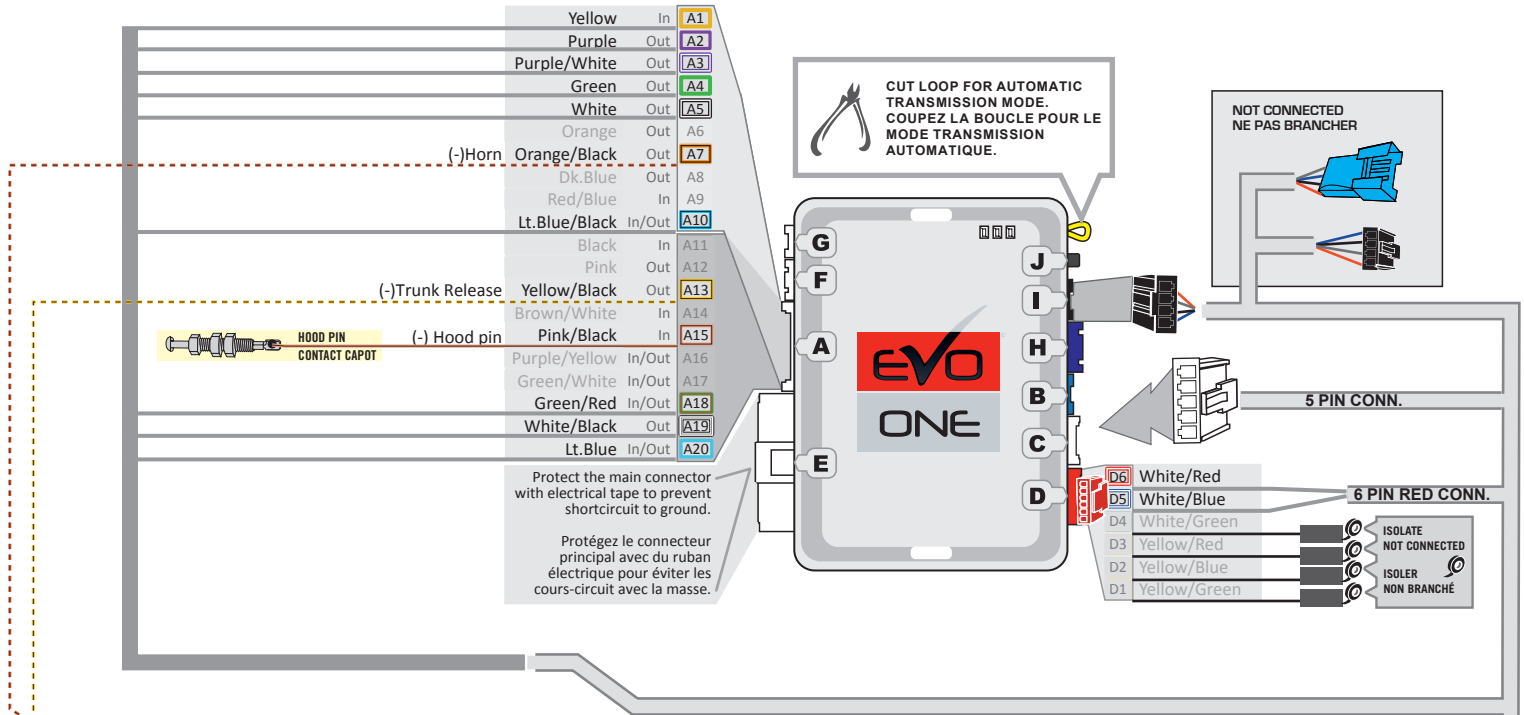 Yellow In A1
Purple Out A2
Purple/White Out A3
Green Out A4
White Out A5
Orange Out A6
(-)Horn Orange/Black Out A7
Dk.Blue Out A8
Red/Blue In A9
Lt.Blue/Black In/Out A10
Black In A11
Pink Out A12
(-)Trunk Release Yellow/Black Out A13
Brown/White In A14
HOOD PIN
CONTACT CAPOT
(-) Hood pin Pink/Black In A15
Purple/Yellow In/Out A16
Green/White In/Out A17
Green/Red In/Out A18
White/Black Out A19
Lt.Blue In/Out A20
Protect the main connector
with electrical tape to prevent
shortcircuit to ground.
Protégez le connecteur
principal avec du ruban
électrique pour éviter les
cours-circuit avec la masse.
CUT LOOP FOR AUTOMATIC
TRANSMISSION MODE.
COUPEZ LA BOUCLE POUR LE
MODE TRANSMISSION
AUTOMATIQUE.
G
F
A
E
J
I
H
B
C
D
EVO
ONE
NOT CONNECTED
NE PAS BRANCHER
5 PIN CONN.
6 PIN RED CONN.
D6 White/Red
D5 White/Blue
D4 White/Green
D3 Yellow/Red
D2 Yellow/Blue
D1 Yellow/Green
ISOLATE
NOT CONNECTED
ISOLER
NON BRANCHÉ